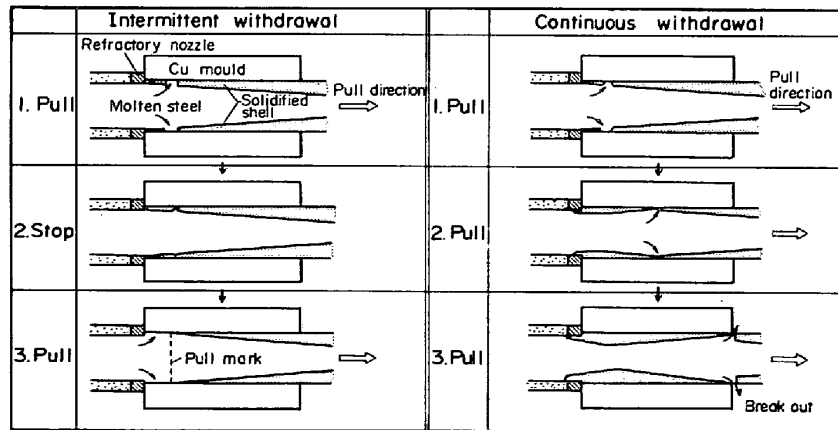 Intermittent withdrawal
Continuous withdrawal
Refractory nozzle
Cu mould
1. Pull
Molten steel
Solidified
shell
Pull direction
1. Pull
Pull
direction
2. Stop
2. Pull
3. Pull
Pull mark
3. Pull
Break out